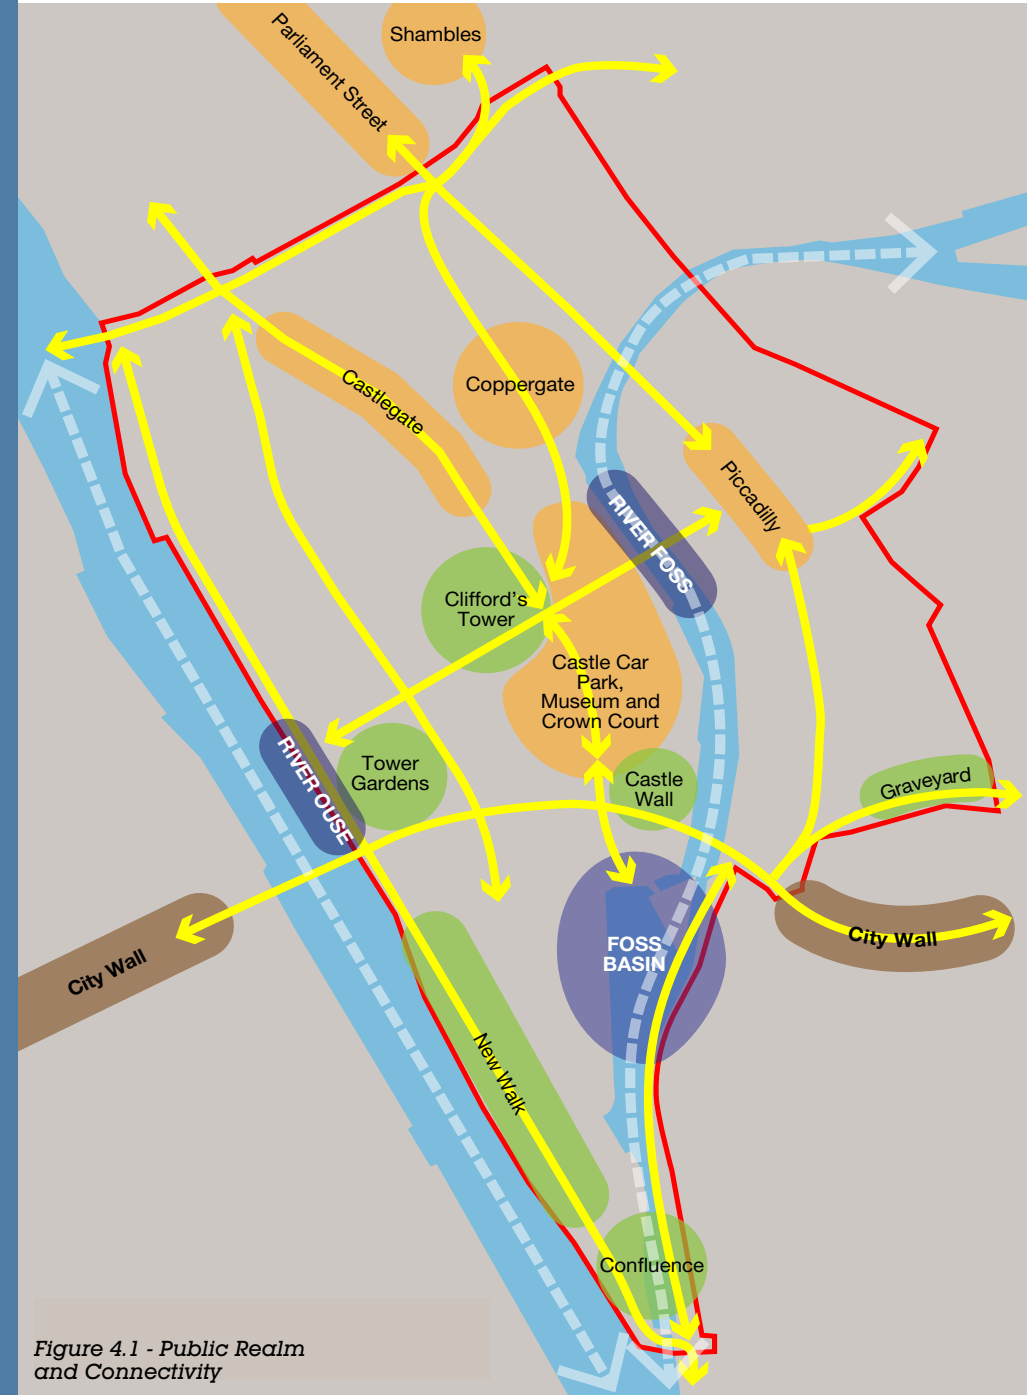 Shambles
Parliament Street
Coppergate
Castlegate
Piccadilly
RIVER FOSS
Clifford's
Tower
Castle Car
Park,
Museum and
Crown Court
RIVER OUSE
Tower
Gardens
Castle
Wall
Graveyard
City Wall
FOSS
BASIN
City Wall
New Walk
Confluence
Figure 4.1 - Public Realm
and Connectivity